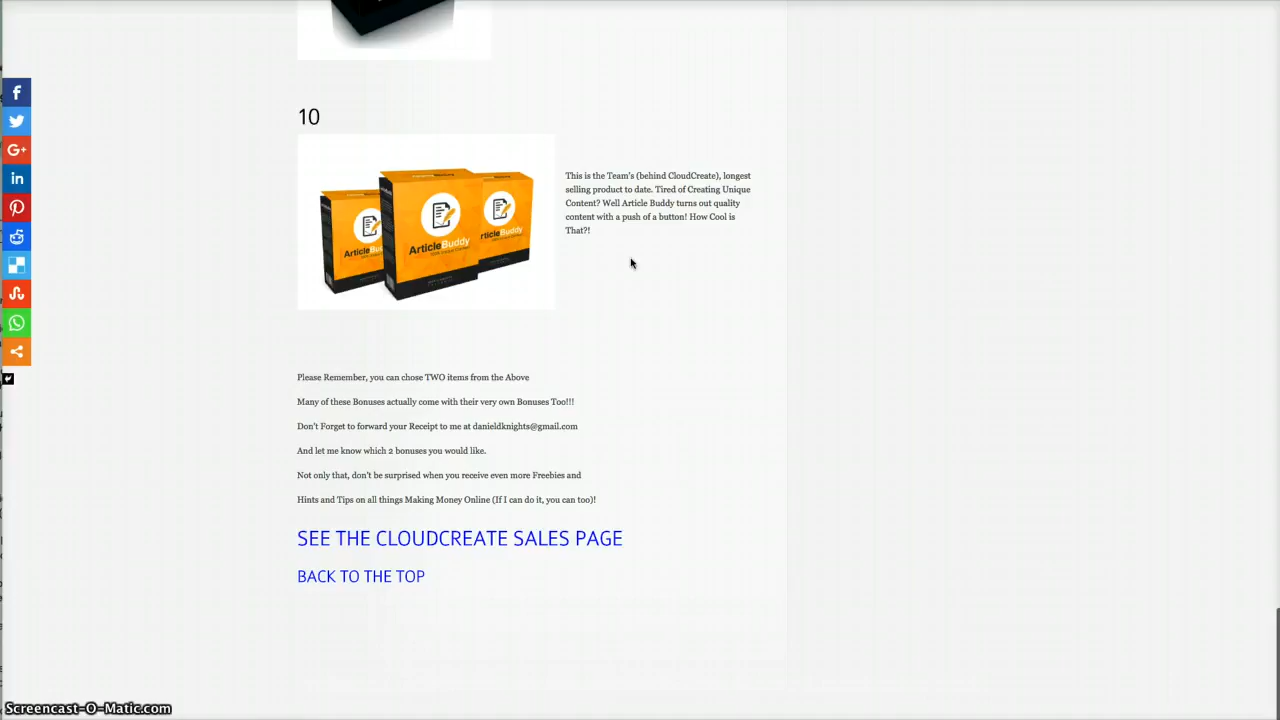 10
ArticleBuddy
This is the Team's (behind CloudCreate), longest
selling product to date. Tired of Creating Unique
Content? Well Article Buddy turns out quality
content with a push of a button! How Cool is
That?!
Please Remember, you can chose TWO items from the Above
Many of these Bonuses actually come with their very own Bonuses Too!!!
Don't Forget to forward your Receipt to me at danieldknights@gmail.com
And let me know which 2 bonuses you would like.
Not only that, don't be surprised when you receive even more Freebies and
Hints and Tips on all things Making Money Online (If I can do it, you can too)!
SEE THE CLOUDCREATE SALES PAGE
BACK TO THE TOP
Screencast-O-Matic.com